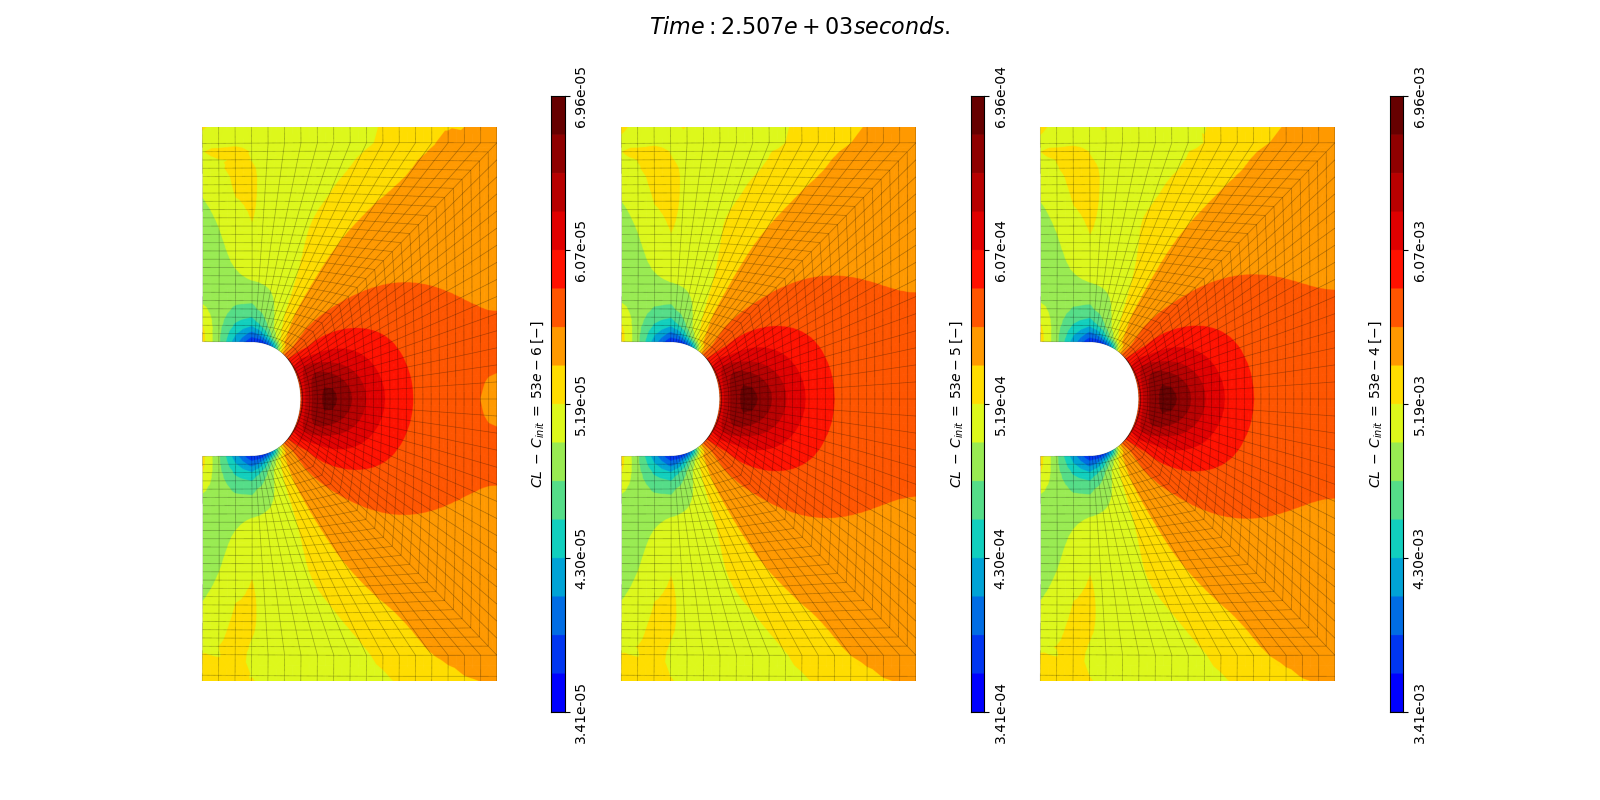 Time : 2.507e + 03seconds.
6.96e-05
6.07e-05
5.19e-05
4.30e-05
3.41e-05
CL − C_init = 53e − 6 [−]
6.96e-04
6.07e-04
5.19e-04
4.30e-04
3.41e-04
CL − C_init = 53e − 5 [−]
6.96e-03
6.07e-03
5.19e-03
4.30e-03
3.41e-03
CL − C_init = 53e − 4 [−]